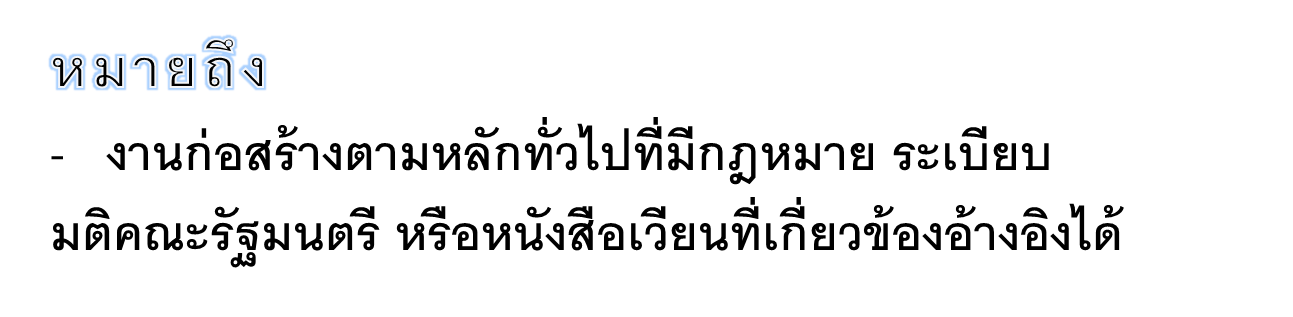 หมายถึง
- งานก่อสร้างตามหลักทั่วไปที่มีกฎหมาย ระเบียบ
มติคณะรัฐมนตรี หรือหนังสือเวียนที่เกี่ยวข้องอ้างอิงได้